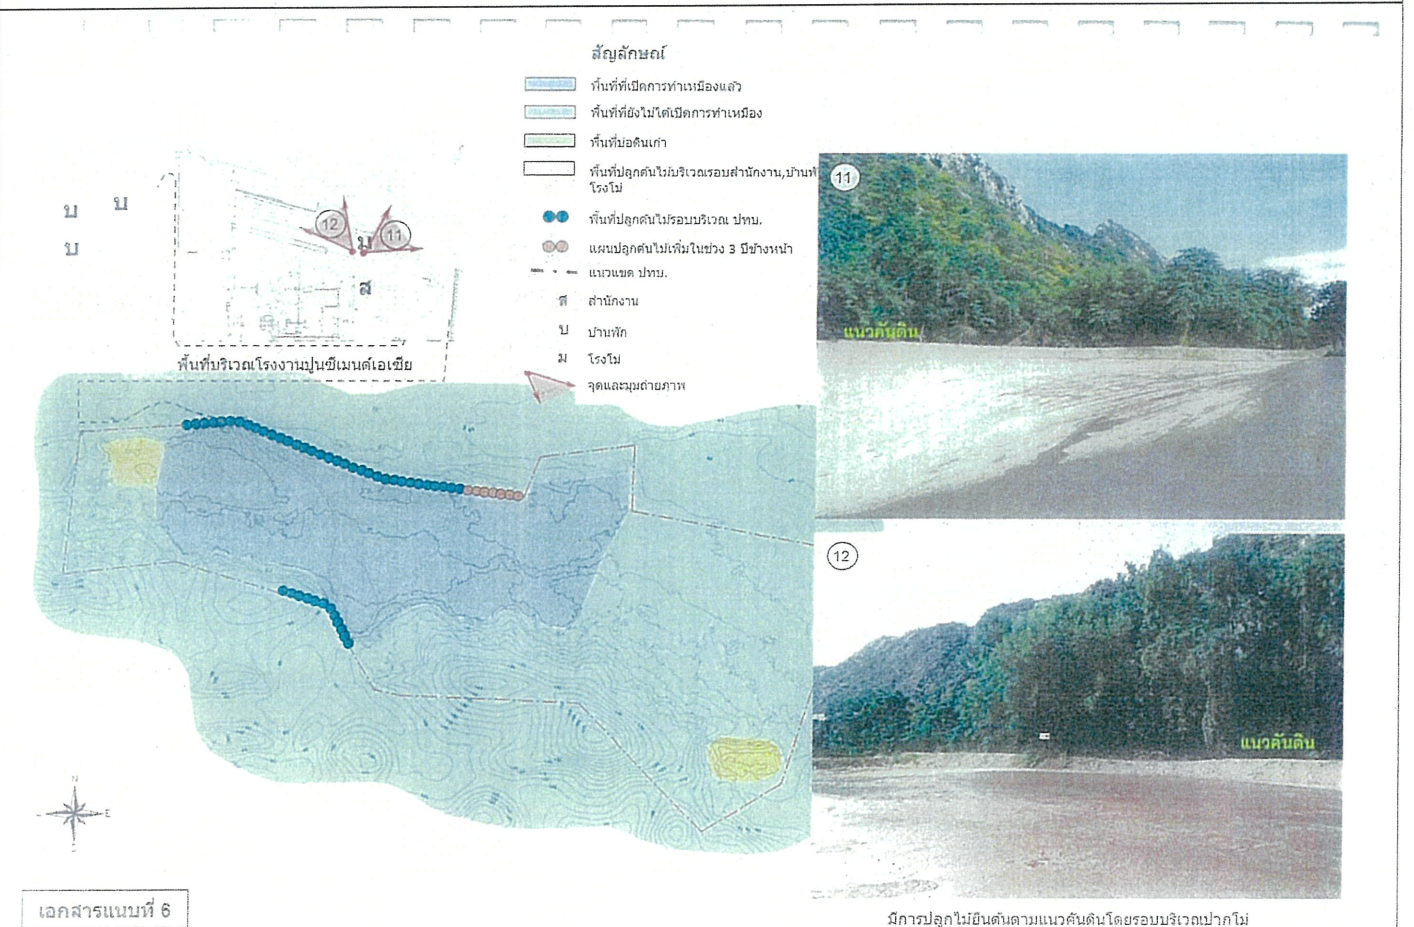 สัญลักษณ์
พื้นที่ที่เปิดการทำเหมืองแล้ว
พื้นที่ที่ยังไม่ได้เปิดการทำเหมือง
พื้นที่บ่อดินเก่า
พื้นที่ปลูกต้นไม้บริเวณรอบสำนักงาน,บ้านพั
โรงโม่
พื้นที่ปลูกต้นไม้รอบบริเวณ ปทบ.
แผนปลูกต้นไม้เพิ่มในช่วง 3 ปีข้างหน้า
แนวเขต ปทบ.
ส สำนักงาน
บ บ้านพัก
ม โรงโม่
จุดและมุมถ่ายภาพ
บ บ
บ
12 ม 11
ส
พื้นที่บริเวณโรงงานปูนซีเมนต์เอเซีย
11
แนวคันดิน
12
แนวคันดิน
N
E
เอกสารแนบที่ 6
มีการปลูกไม้ยืนต้นตามแนวคันดินโดยรอบบริเวณปากโม่